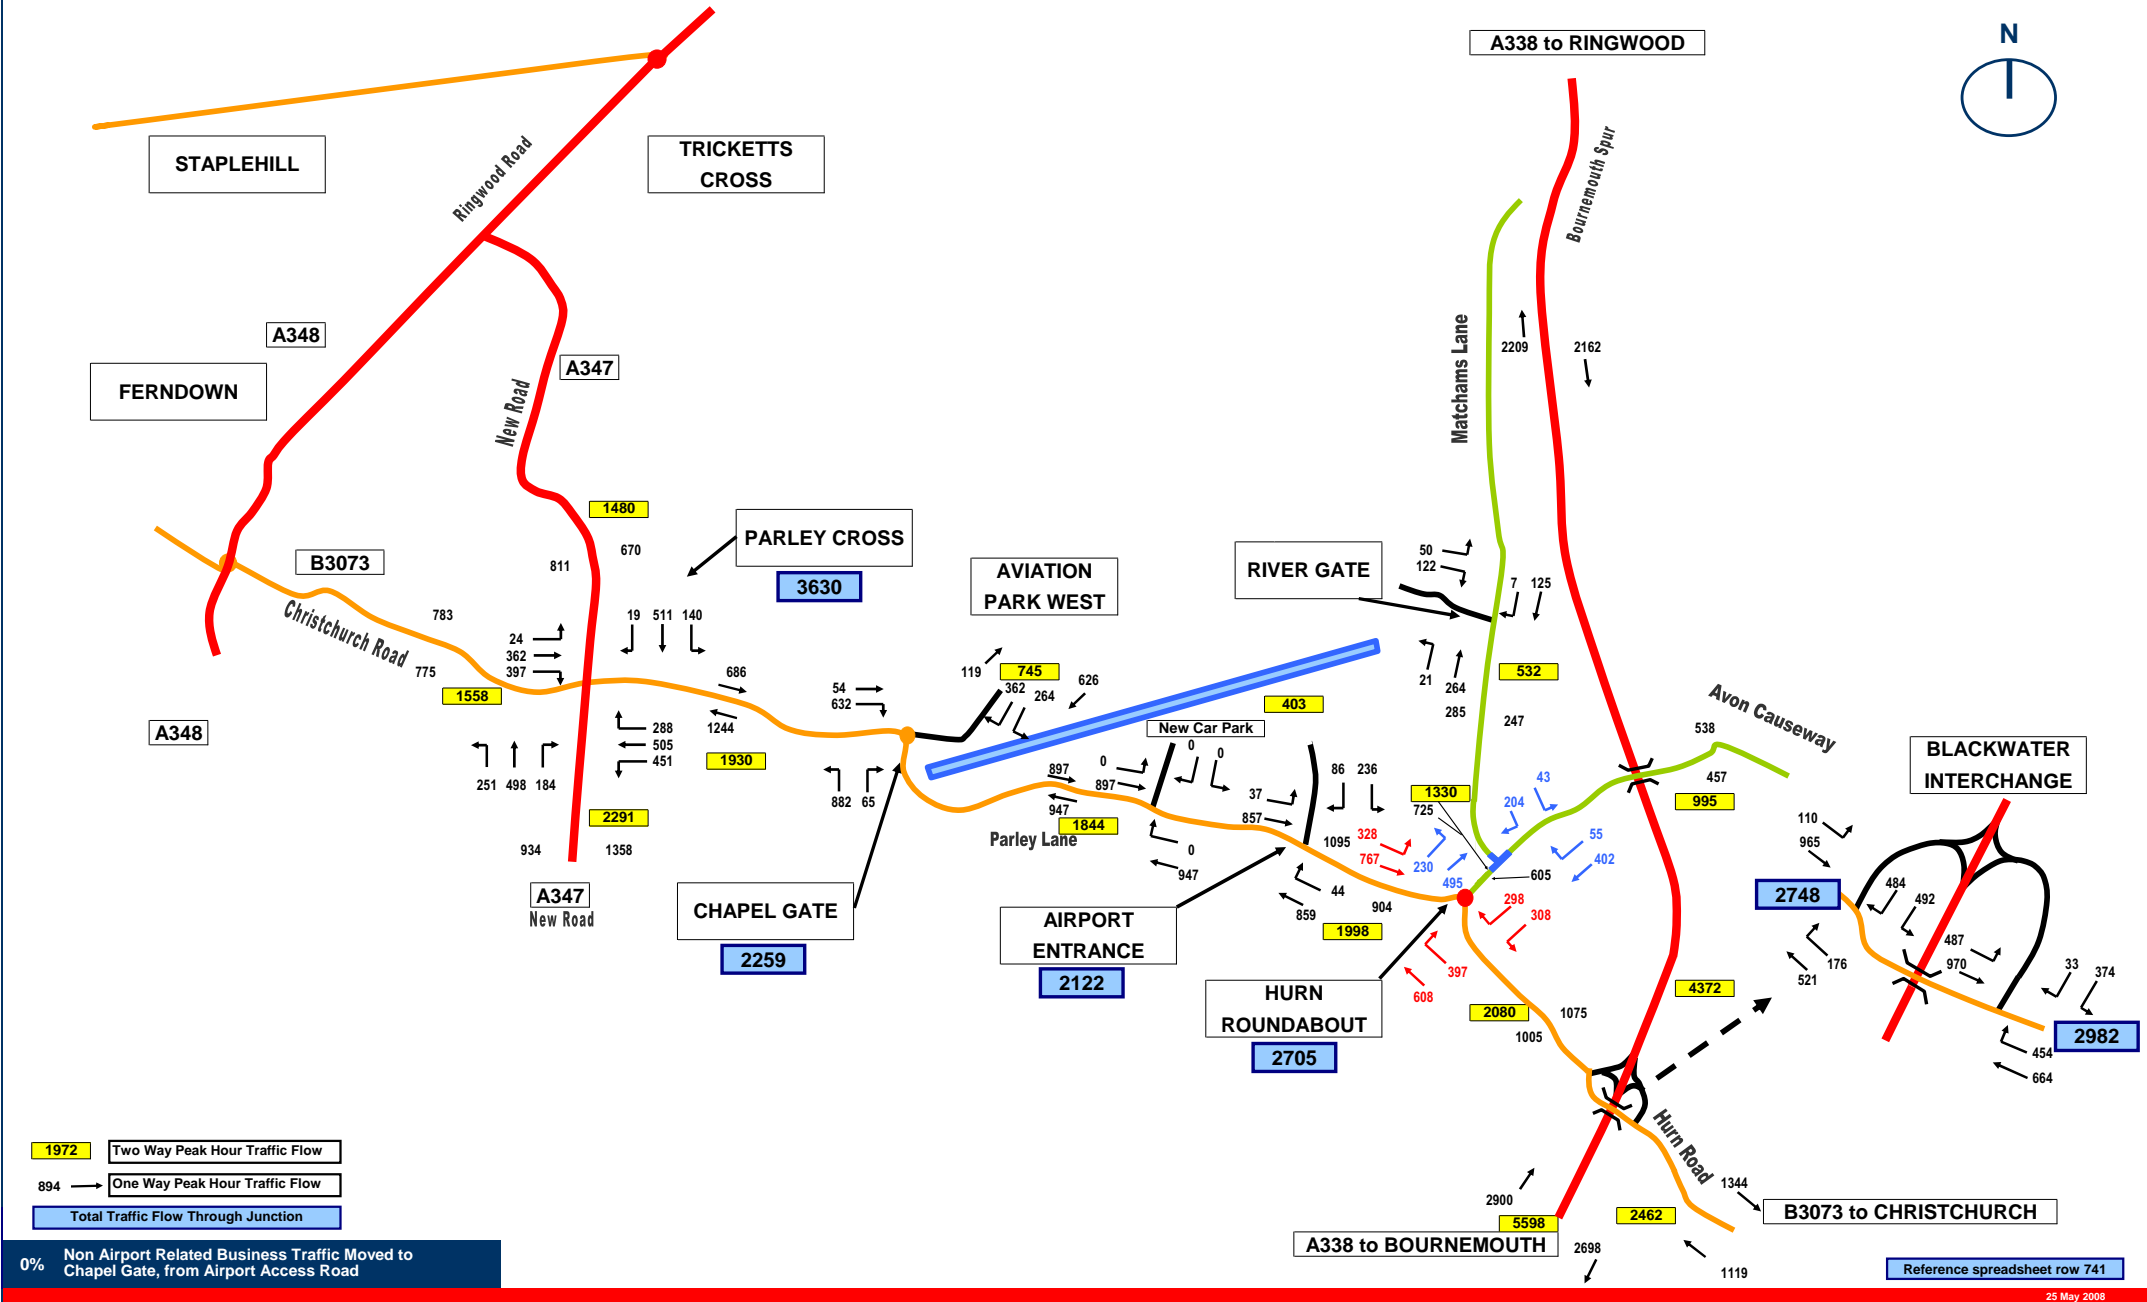 A338 to RINGWOOD
N
STAPLEHILL
Ringwood Road
TRICKETTS
CROSS
Bournemouth Spur
A348
A347
FERNDOWN
New Road
Matchams Lane
2209
2162
1480
PARLEY CROSS
3630
B3073
811
670
AVIATION
PARK WEST
RIVER GATE
50
122
7
125
Christchurch Road
783
775
1558
24
362
397
19
511
140
686
1244
1930
54
632
119
745
362
264
626
403
21
264
285
532
247
Avon Causeway
538
457
995
A348
288
505
451
251
498
184
2291
934
1358
A347
New Road
882
65
897
897
947
1844
Parley Lane
New Car Park
0
0
0
0
947
37
857
86
236
1095
328
767
1330
725
43
204
230
495
55
402
605
CHAPEL GATE
2259
AIRPORT
ENTRANCE
2122
44
859
904
1998
298
308
397
608
HURN
ROUNDABOUT
2705
2080
1075
1005
4372
BLACKWATER
INTERCHANGE
110
965
2748
484
492
487
970
521
176
33
374
2982
454
664
Hurn Road
1344
B3073 to CHRISTCHURCH
2900
5598
2462
A338 to BOURNEMOUTH
2698
1119
1972
Two Way Peak Hour Traffic Flow
894
One Way Peak Hour Traffic Flow
Total Traffic Flow Through Junction
0%
Non Airport Related Business Traffic Moved to
Chapel Gate, from Airport Access Road
Reference spreadsheet row 741
25 May 2008